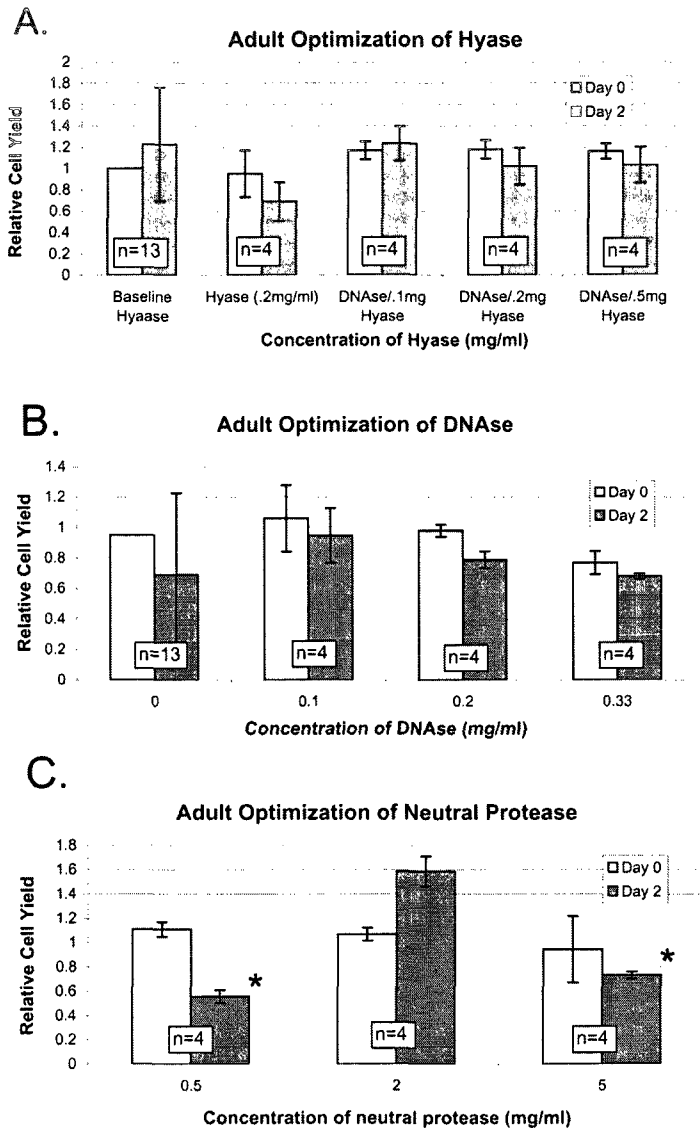 A.
Adult Optimization of Hyase
2
1.8
1.6
1.4
1.2
1
0.8
0.6
0.4
0.2
0
Relative Cell Yield
Day 0
Day 2
n=13
n=4
n=4
n=4
n=4
Baseline
Hyaase
Hyase (.2mg/ml)
DNAse/.1mg
Hyase
DNAse/.2mg
Hyase
DNAse/.5mg
Hyase
Concentration of Hyase (mg/ml)
B.
Adult Optimization of DNAse
1.4
1.2
1
0.8
0.6
0.4
0.2
0
Relative Cell Yield
Day 0
Day 2
n=13
n=4
n=4
n=4
0
0.1
0.2
0.33
Concentration of DNAse (mg/ml)
C.
Adult Optimization of Neutral Protease
1.8
1.6
1.4
1.2
1
0.8
0.6
0.4
0.2
0
Relative Cell Yield
Day 0
Day 2
*
*
n=4
n=4
n=4
0.5
2
5
Concentration of neutral protease (mg/ml)